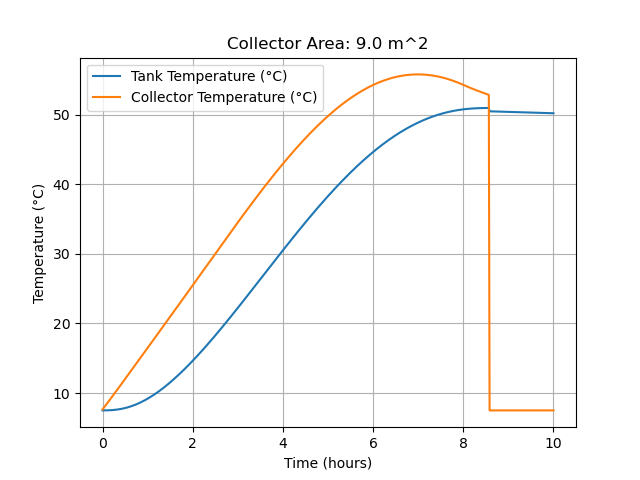 Collector Area: 9.0 m^2
Tank Temperature (°C)
Collector Temperature (°C)
Temperature (°C)
50
40
30
20
10
0 2 4 6 8 10
Time (hours)